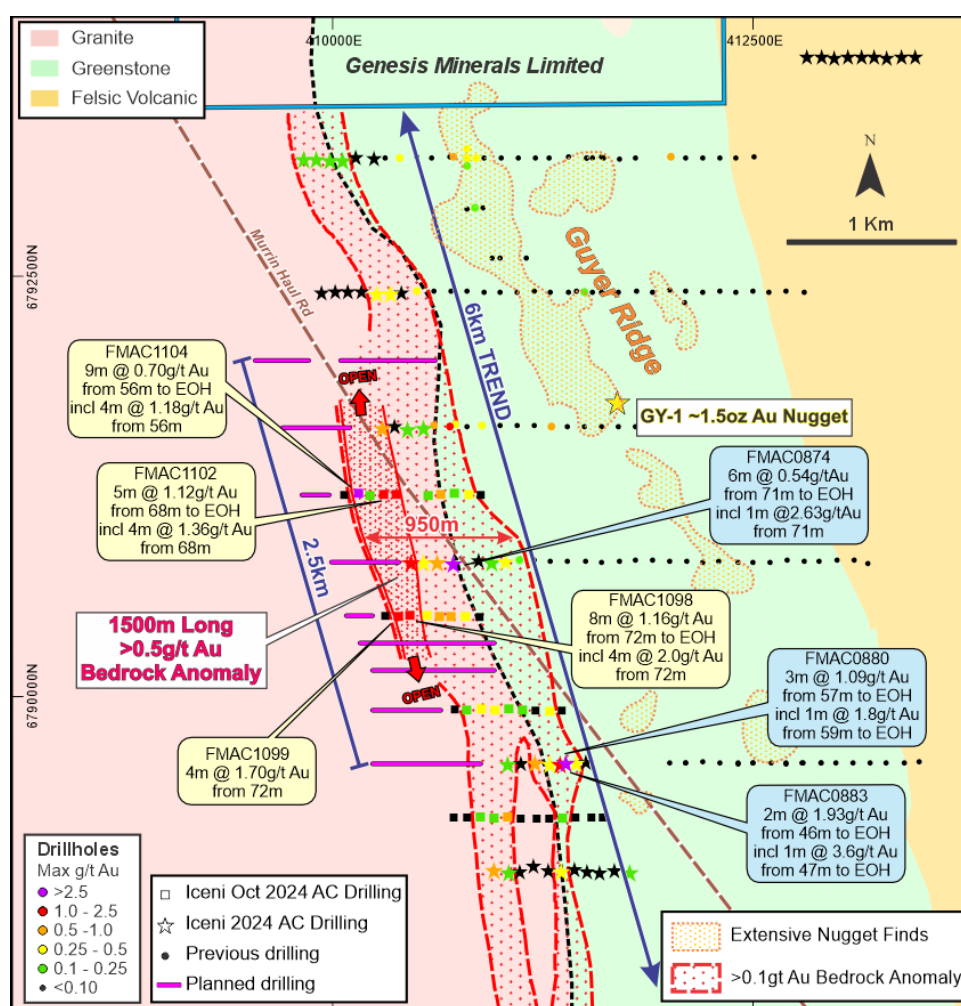 Granite
Greenstone
Felsic Volcanic
410000E
412500E
Genesis Minerals Limited
N
1 Km
Murrin Haul Rd
6792500N
Guyer Ridge
6km TREND
FMAC1104
9m @ 0.70g/t Au
from 56m to EOH
incl 4m @ 1.18g/t Au
from 56m
OPEN
GY-1 ~1.5oz Au Nugget
FMAC1102
5m @ 1.12g/t Au
from 68m to EOH
incl 4m @ 1.36g/t Au
from 68m
FMAC0874
6m @ 0.54g/tAu
from 71m to EOH
incl 1m @2.63g/tAu
from 71m
950m
2.5km
1500m Long
>0.5g/t Au
Bedrock Anomaly
FMAC1098
8m @ 1.16g/t Au
from 72m to EOH
incl 4m @ 2.0g/t Au
from 72m
OPEN
6790000N
FMAC0880
3m @ 1.09g/t Au
from 57m to EOH
incl 1m @ 1.8g/t Au
from 59m to EOH
FMAC1099
4m @ 1.70g/t Au
from 72m
FMAC0883
2m @ 1.93g/t Au
from 46m to EOH
incl 1m @ 3.6g/t Au
from 47m to EOH
Drillholes
Max g/t Au
>2.5
1.0 - 2.5
0.5 -1.0
0.25 - 0.5
0.1 - 0.25
<0.10
Iceni Oct 2024 AC Drilling
Iceni 2024 AC Drilling
Previous drilling
Planned drilling
Extensive Nugget Finds
>0.1gt Au Bedrock Anomaly